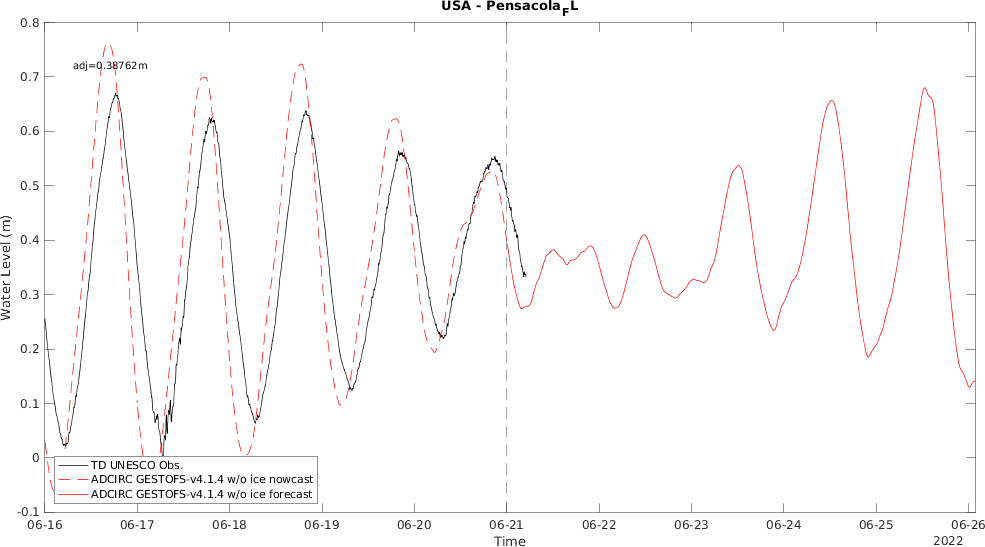 USA - Pensacola_FL
0.8
0.7
0.6
0.5
0.4
0.3
0.2
0.1
0
-0.1
Water Level (m)
adj=0.38762m
TD UNESCO Obs.
ADCIRC GESTOFS-v4.1.4 w/o ice nowcast
ADCIRC GESTOFS-v4.1.4 w/o ice forecast
06-16 06-17 06-18 06-19 06-20 06-21 06-22 06-23 06-24 06-25 06-26
Time
2022